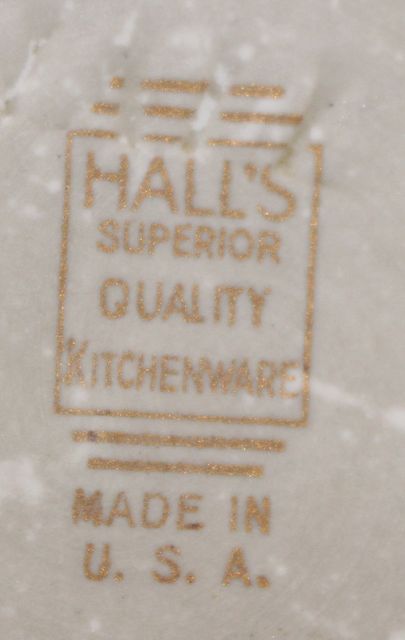 HALL'S
SUPERIOR
QUALITY
KITCHENWARE
MADE IN
U. S. A.